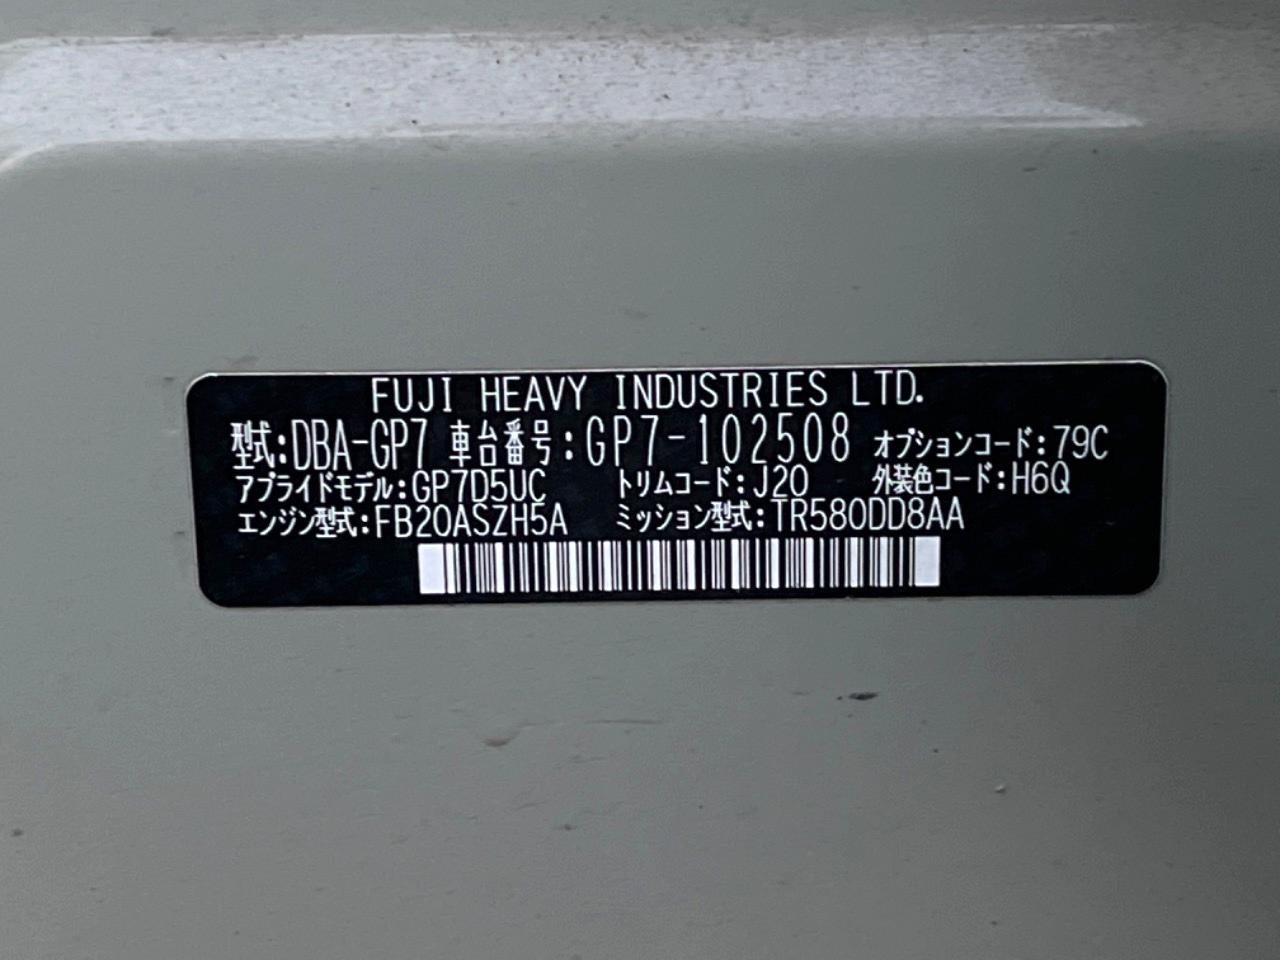 FUJI HEAVY INDUSTRIES LTD.
型式:DBA-GP7 車台番号:GP7-102508 オプションコード:79C
アプライドモデル:GP7D5UC トリムコード:J20 外装色コード:H6Q
エンジン型式:FB20ASZH5A ミッション型式:TR580DD8AA